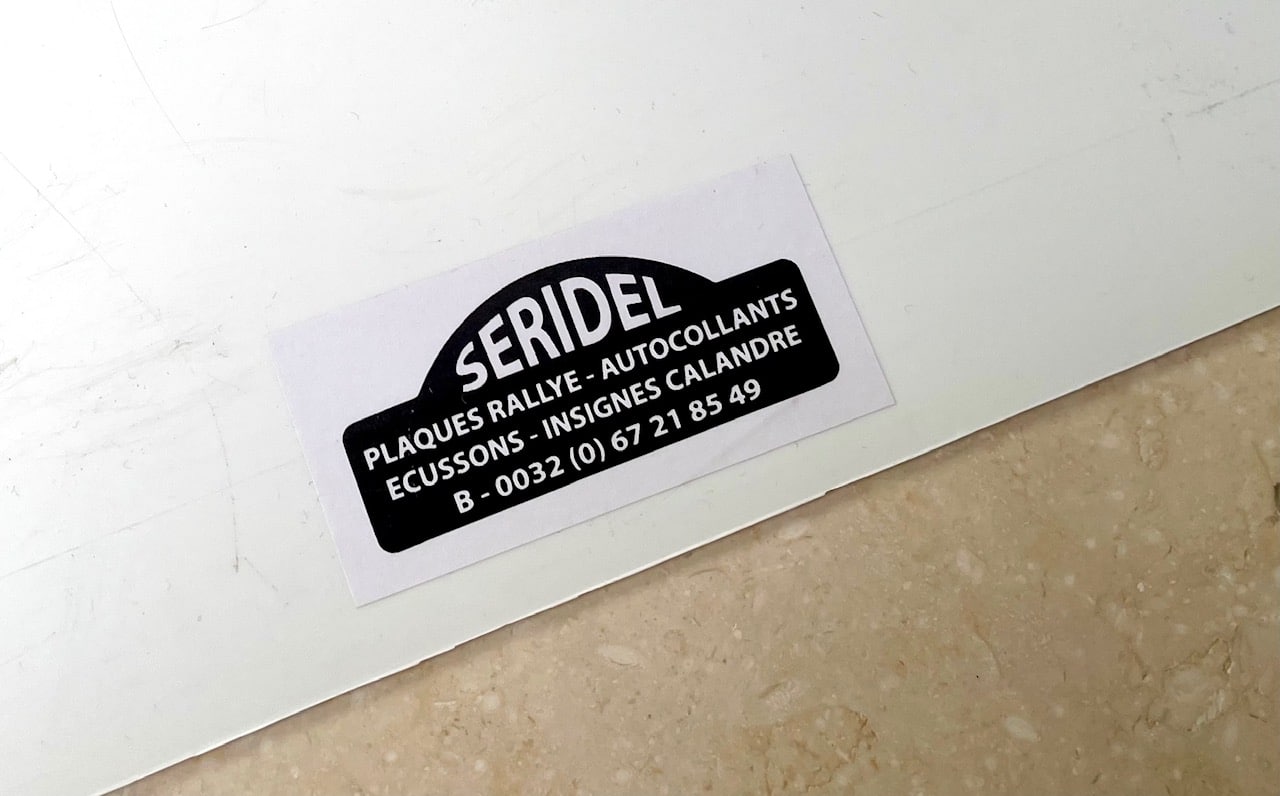 SERIDEL
PLAQUES RALLYE - AUTOCOLLANTS
ECUSSONS - INSIGNES CALANDRE
B - 0032 (0) 67 21 85 49